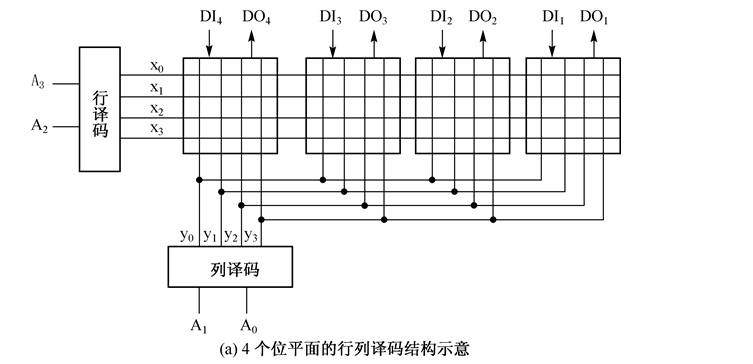 DI₄ DO₄ DI₃ DO₃ DI₂ DO₂ DI₁ DO₁
x₀
A₃
x₁
行译码
x₂
A₂
x₃
y₀ y₁ y₂ y₃
列译码
A₁ A₀
(a) 4 个位平面的行列译码结构示意